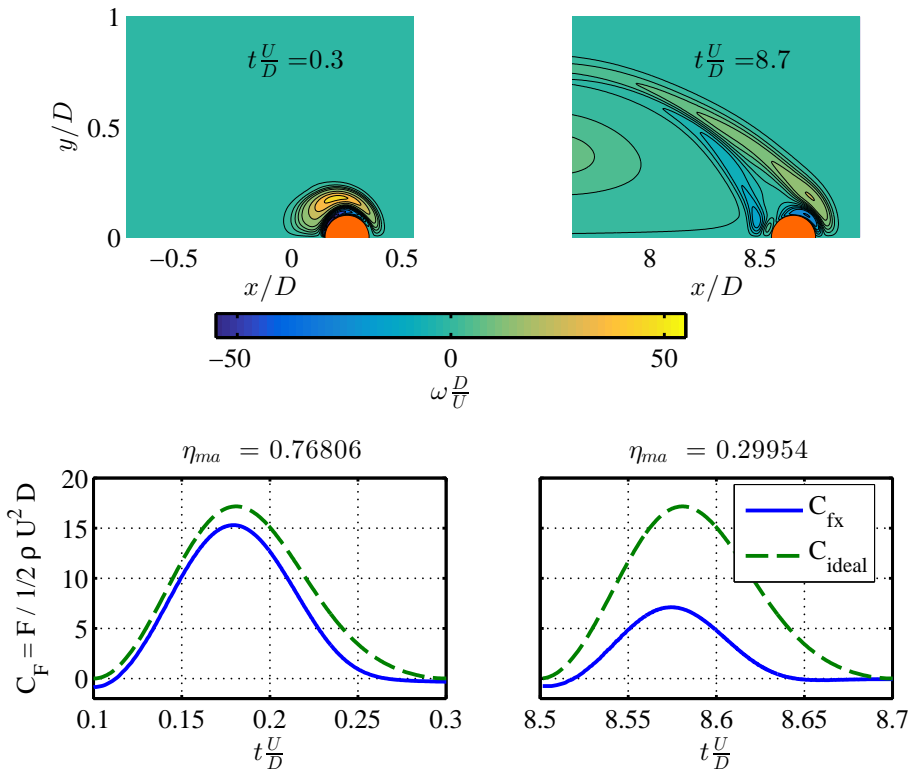 1
0.5
0
y/D
t U/D =0.3
−0.5
0
0.5
x/D
t U/D =8.7
8
8.5
x/D
−50
0
50
ω D/U
η_ma = 0.76806
20
15
10
5
0
C_F = F / 1/2 ρ U² D
0.1
0.15
0.2
0.25
0.3
t U/D
η_ma = 0.29954
C_fx
C_ideal
8.5
8.55
8.6
8.65
8.7
t U/D